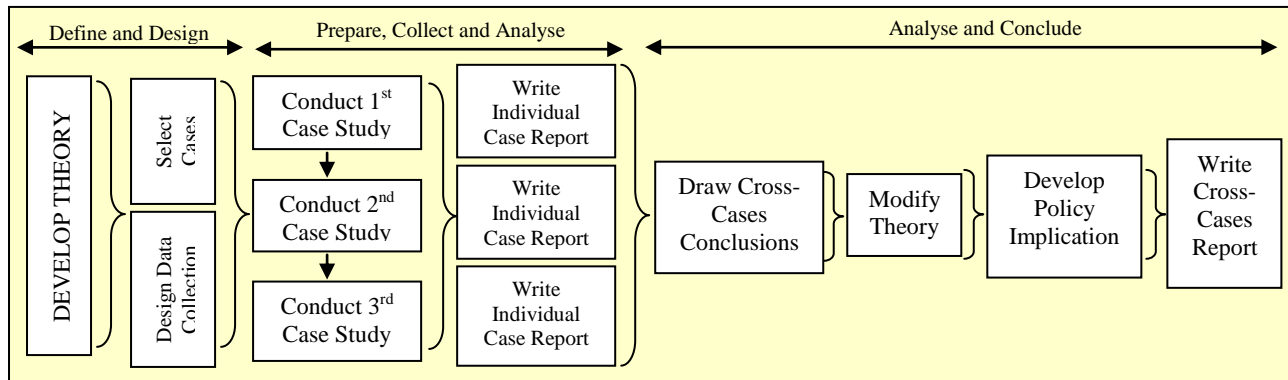 Define and Design
Prepare, Collect and Analyse
Analyse and Conclude
DEVELOP THEORY
Select
Cases
Design Data
Collection
Conduct 1st
Case Study
Conduct 2nd
Case Study
Conduct 3rd
Case Study
Write
Individual
Case Report
Write
Individual
Case Report
Write
Individual
Case Report
Draw Cross-
Cases
Conclusions
Modify
Theory
Develop
Policy
Implication
Write
Cross-
Cases
Report